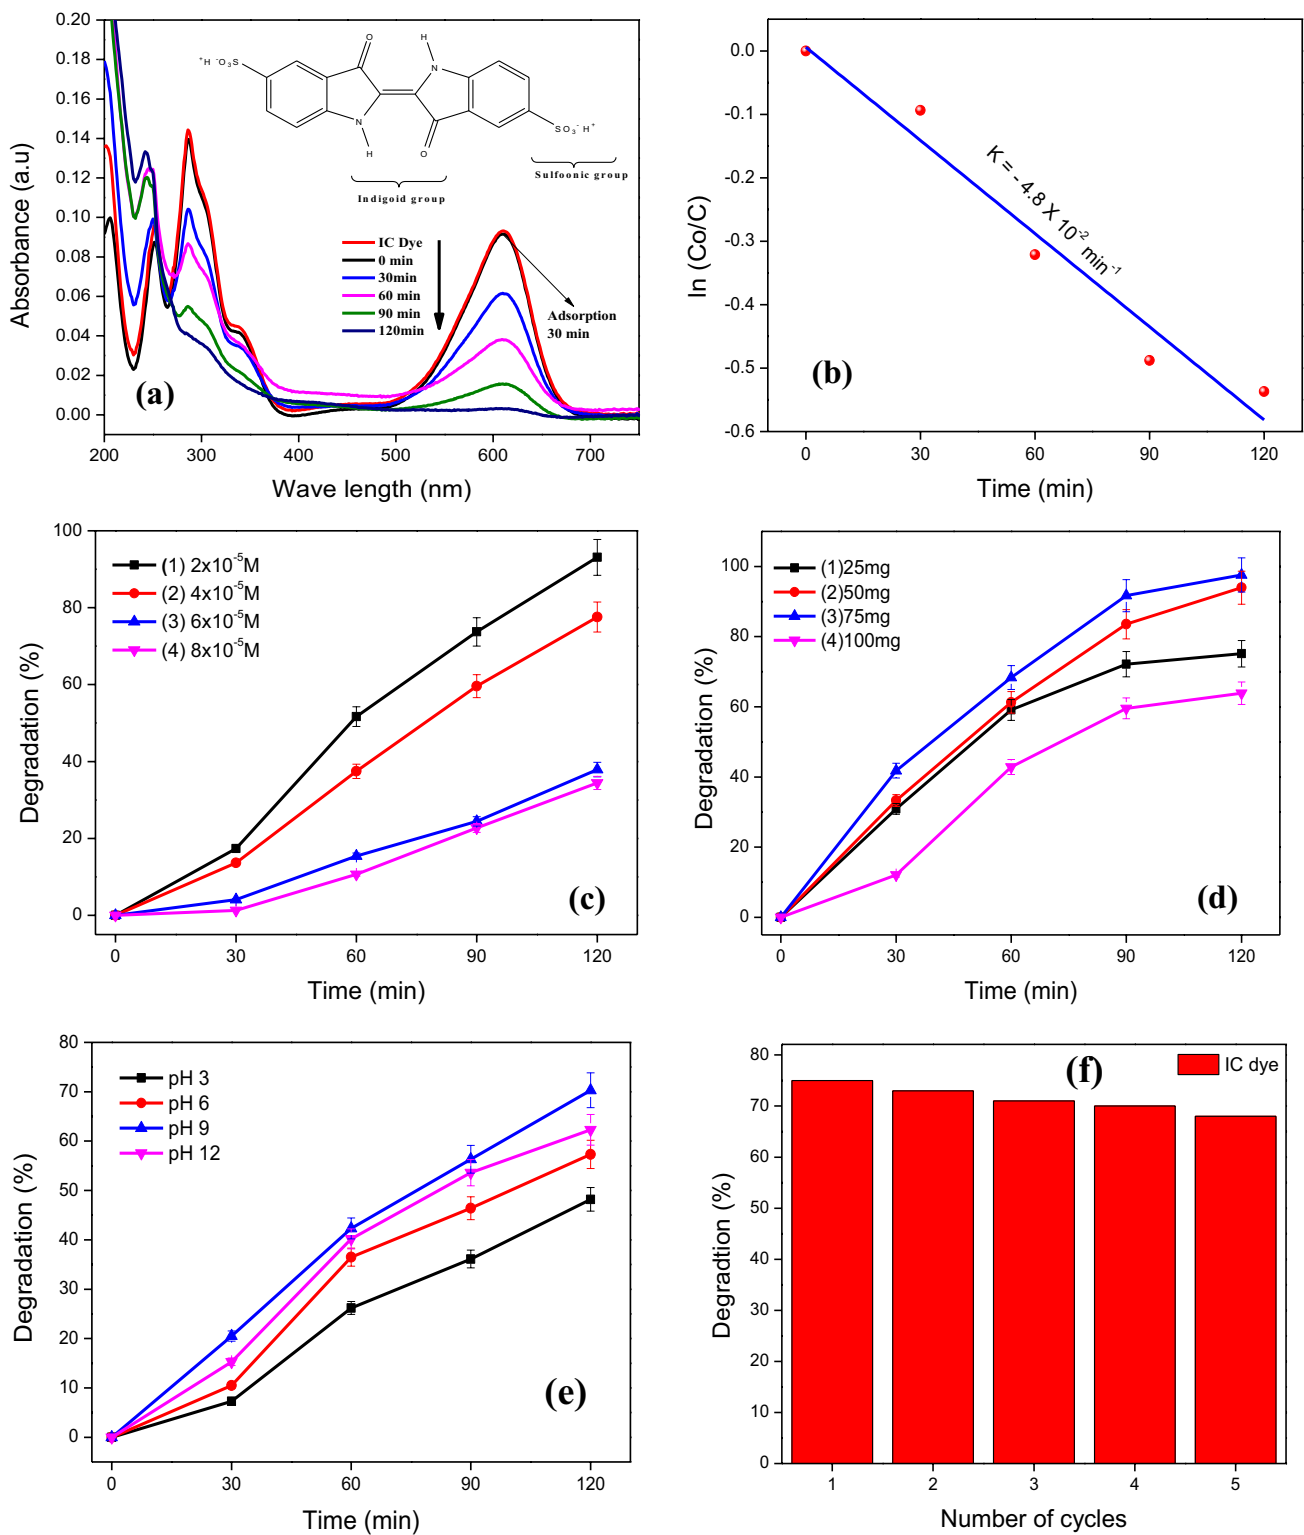 0.20
0.18
0.16
0.14
0.12
0.10
0.08
0.06
0.04
0.02
0.00
Absorbance (a.u)
200 300 400 500 600 700
Wave length (nm)
+H -O3S
O
H
N
N
H
O
SO3- H+
Indigoid group
Sulfoonic group
IC Dye
0 min
30min
60 min
90 min
120min
Adsorption
30 min
(a)
0.0
-0.1
-0.2
-0.3
-0.4
-0.5
-0.6
ln (Co/C)
K = - 4.8 X 10-2 min-1
(b)
0 30 60 90 120
Time (min)
100
80
60
40
20
0
Degradation (%)
(1) 2x10-5M
(2) 4x10-5M
(3) 6x10-5M
(4) 8x10-5M
(c)
0 30 60 90 120
Time (min)
100
80
60
40
20
0
Degradation (%)
(1)25mg
(2)50mg
(3)75mg
(4)100mg
(d)
0 30 60 90 120
Time (min)
80
70
60
50
40
30
20
10
0
Degradation (%)
pH 3
pH 6
pH 9
pH 12
(e)
0 30 60 90 120
Time (min)
80
70
60
50
40
30
20
10
0
Degradtion (%)
(f)
IC dye
1 2 3 4 5
Number of cycles